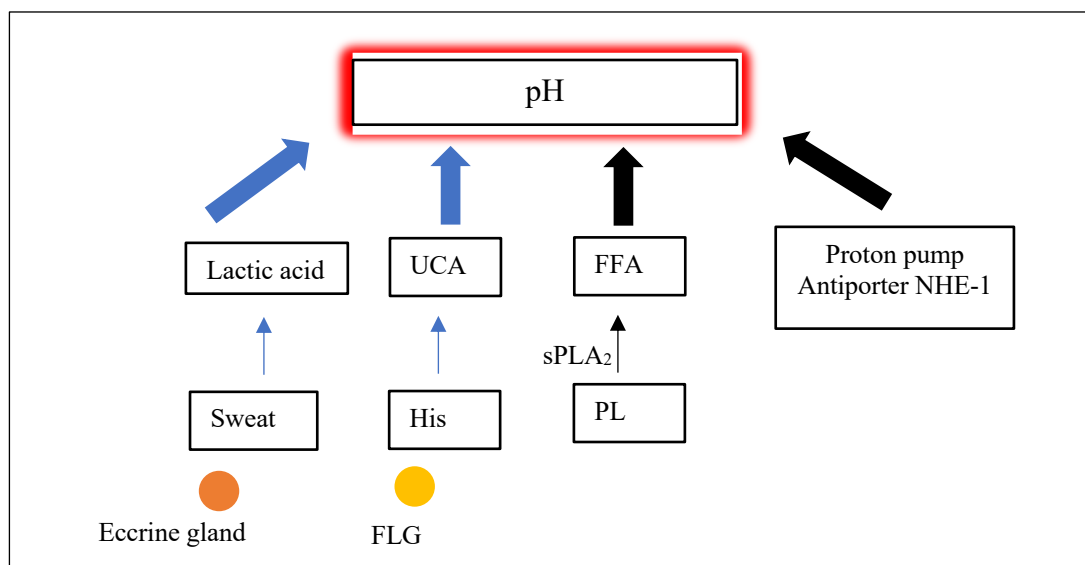 pH
Lactic acid
UCA
FFA
Proton pump
Antiporter NHE-1
sPLA₂
Sweat
His
PL
Eccrine gland
FLG